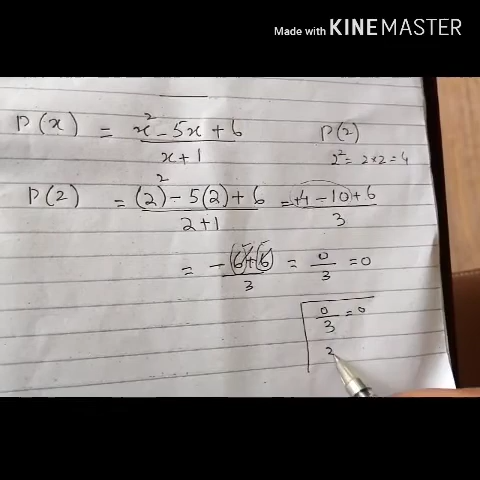 Made with KINEMASTER
P(x) = x² - 5x + 6 / x + 1
P(2)
2² = 2×2 = 4
P(2) = (2)² - 5(2) + 6 / 2 + 1 = +4 - 10 + 6 / 3
= - 6 + 6 / 3 = 0 / 3 = 0
0 / 3 = 0
2